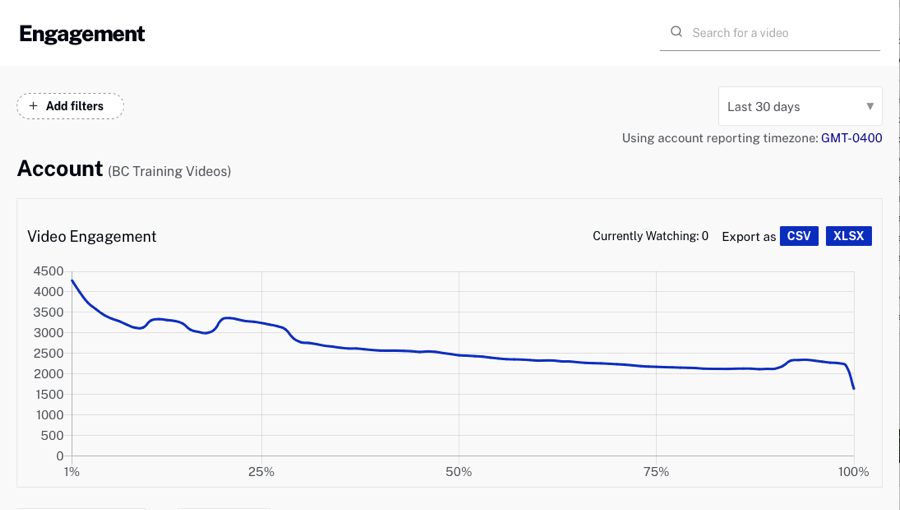 Engagement
Search for a video
+ Add filters
Last 30 days
Using account reporting timezone: GMT-0400
Account (BC Training Videos)
Video Engagement
Currently Watching: 0 Export as CSV XLSX
4500
4000
3500
3000
2500
2000
1500
1000
500
0
1% 25% 50% 75% 100%